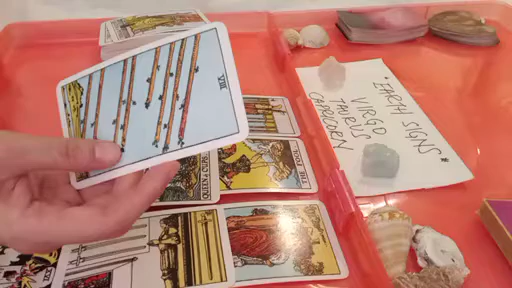 VIII
*EARTH SIGNS*
VIRGO
TAURUS
CAPRICORN
THE FOOL